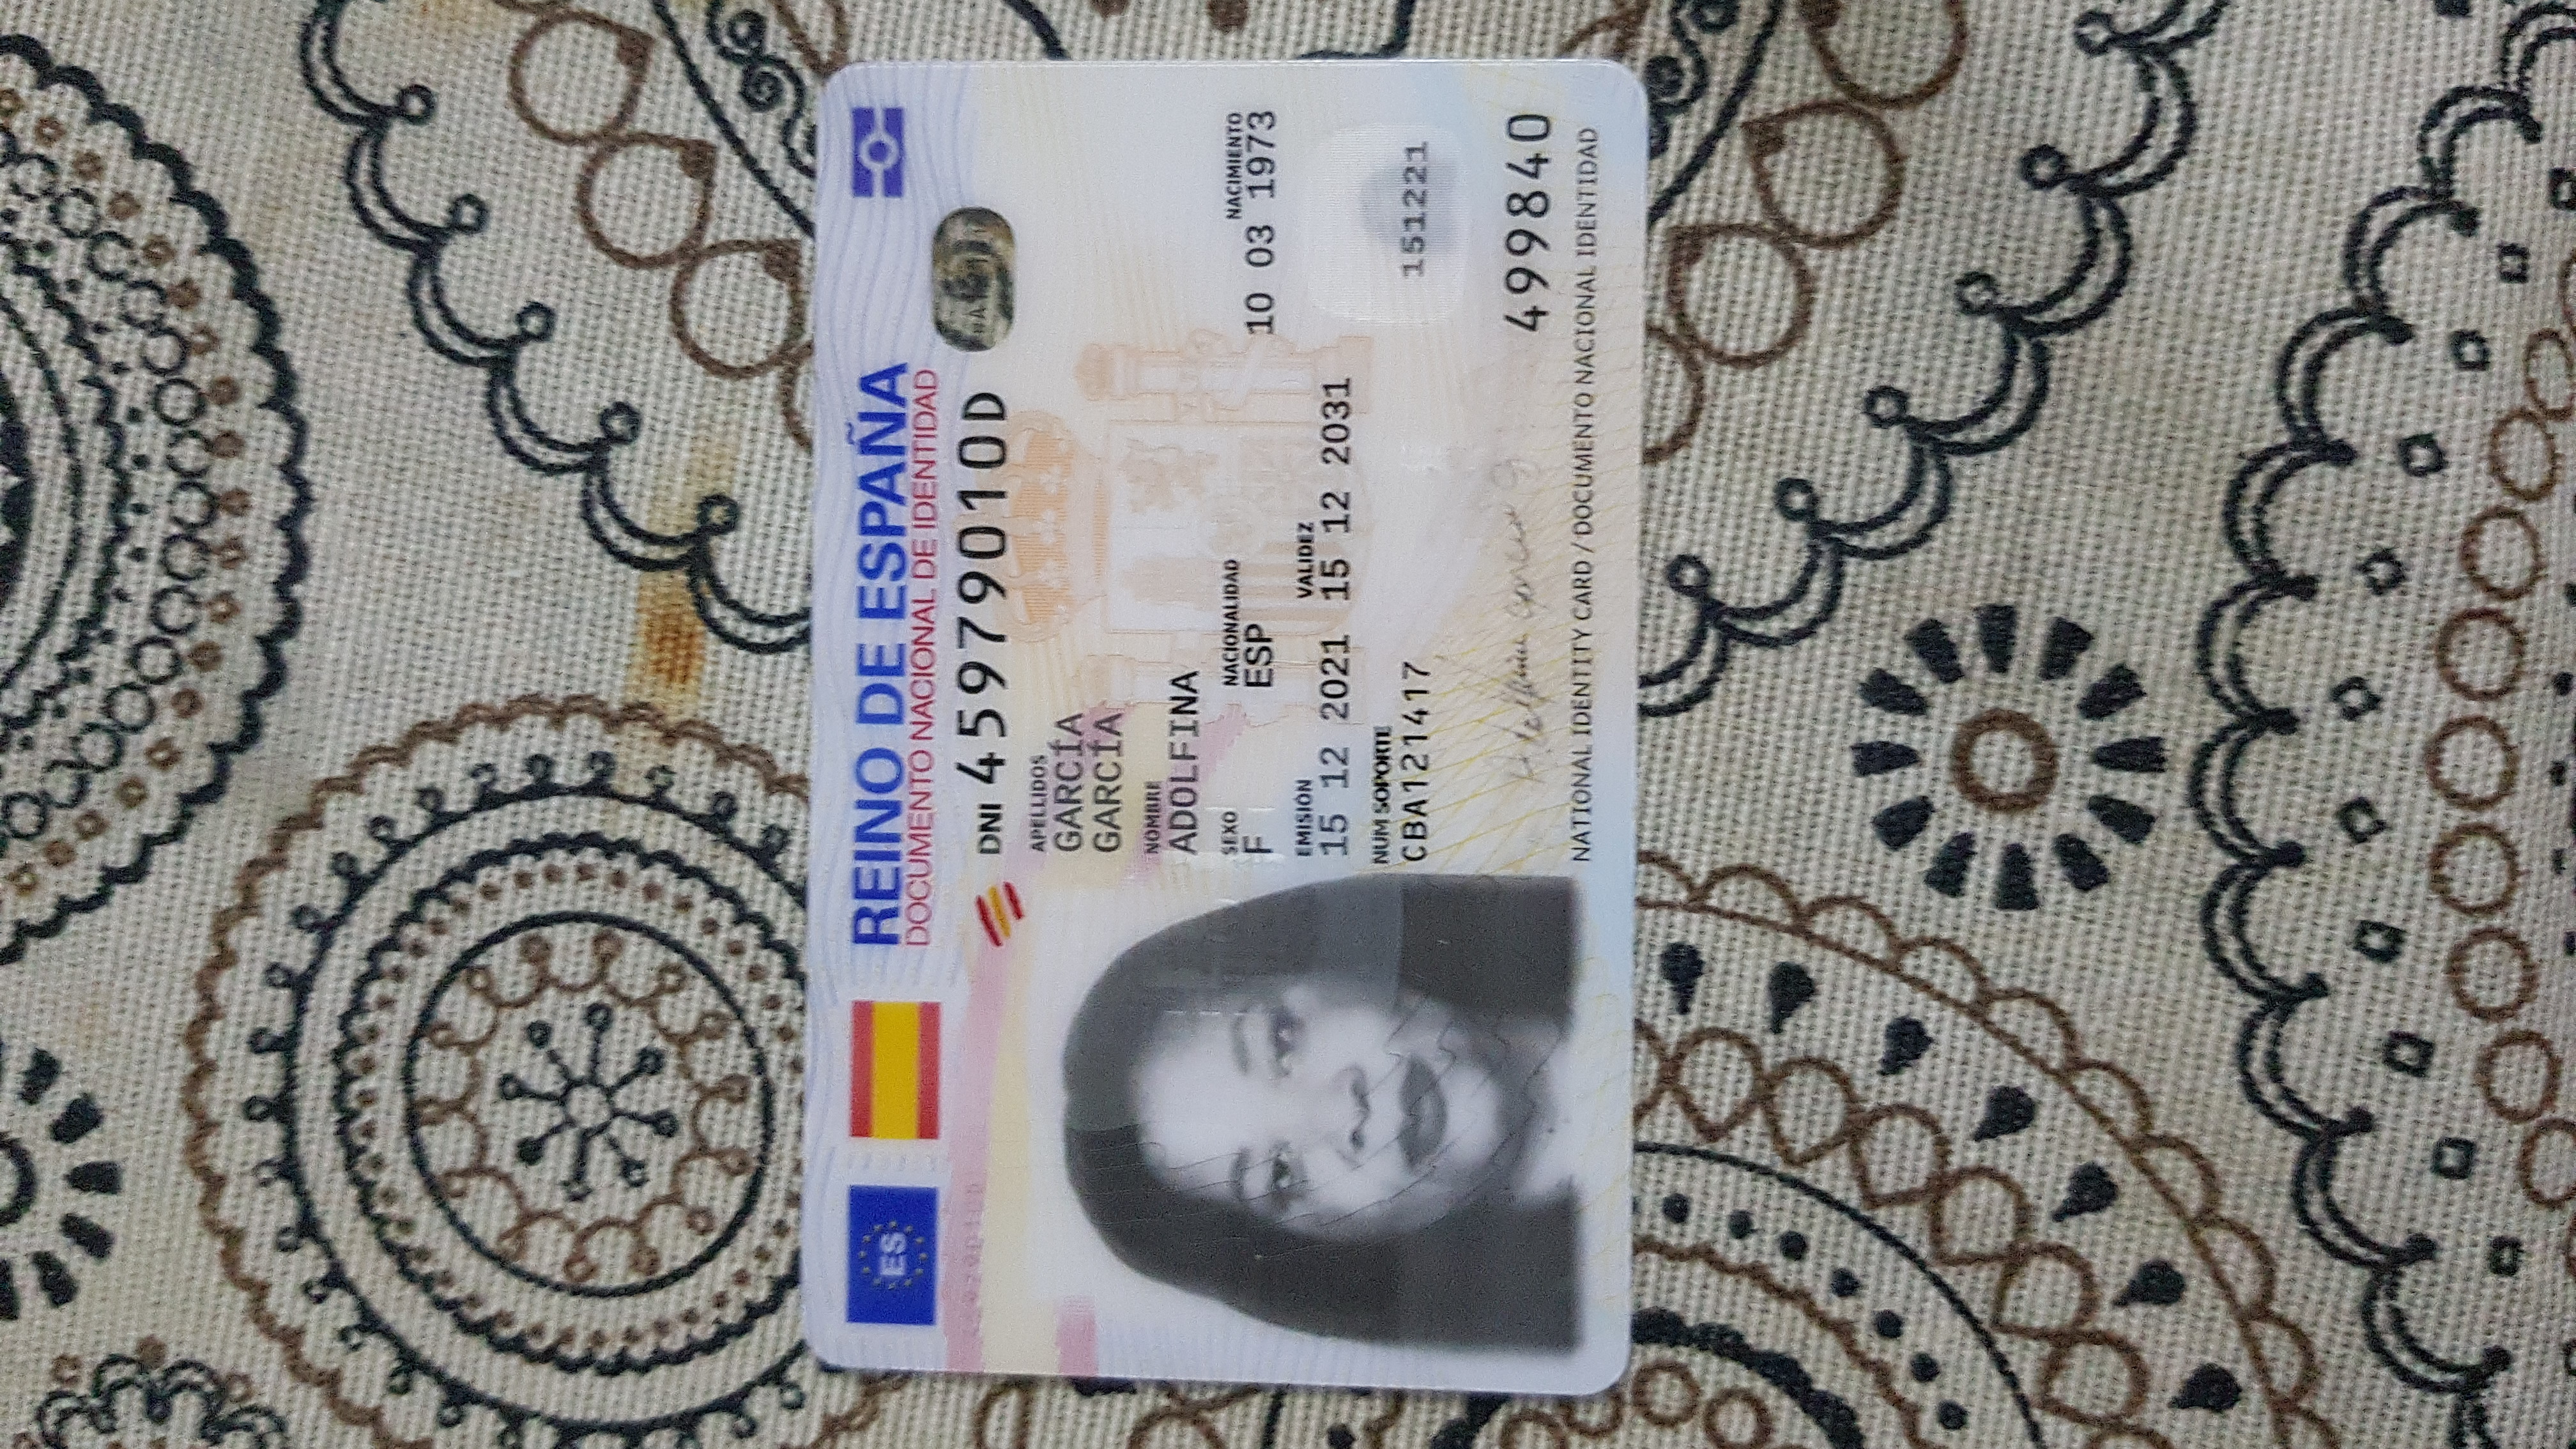 ES
REINO DE ESPAÑA
DOCUMENTO NACIONAL DE IDENTIDAD
DNI 45979010D
APELLIDOS
GARCÍA
GARCÍA
NOMBRE
ADOLFINA
SEXO NACIONALIDAD NACIMIENTO
F ESP 10 03 1973
EMISIÓN VALIDEZ
15 12 2021 15 12 2031
NUM SOPORTE
CBA121417
151221
499840
NATIONAL IDENTITY CARD / DOCUMENTO NACIONAL IDENTIDAD